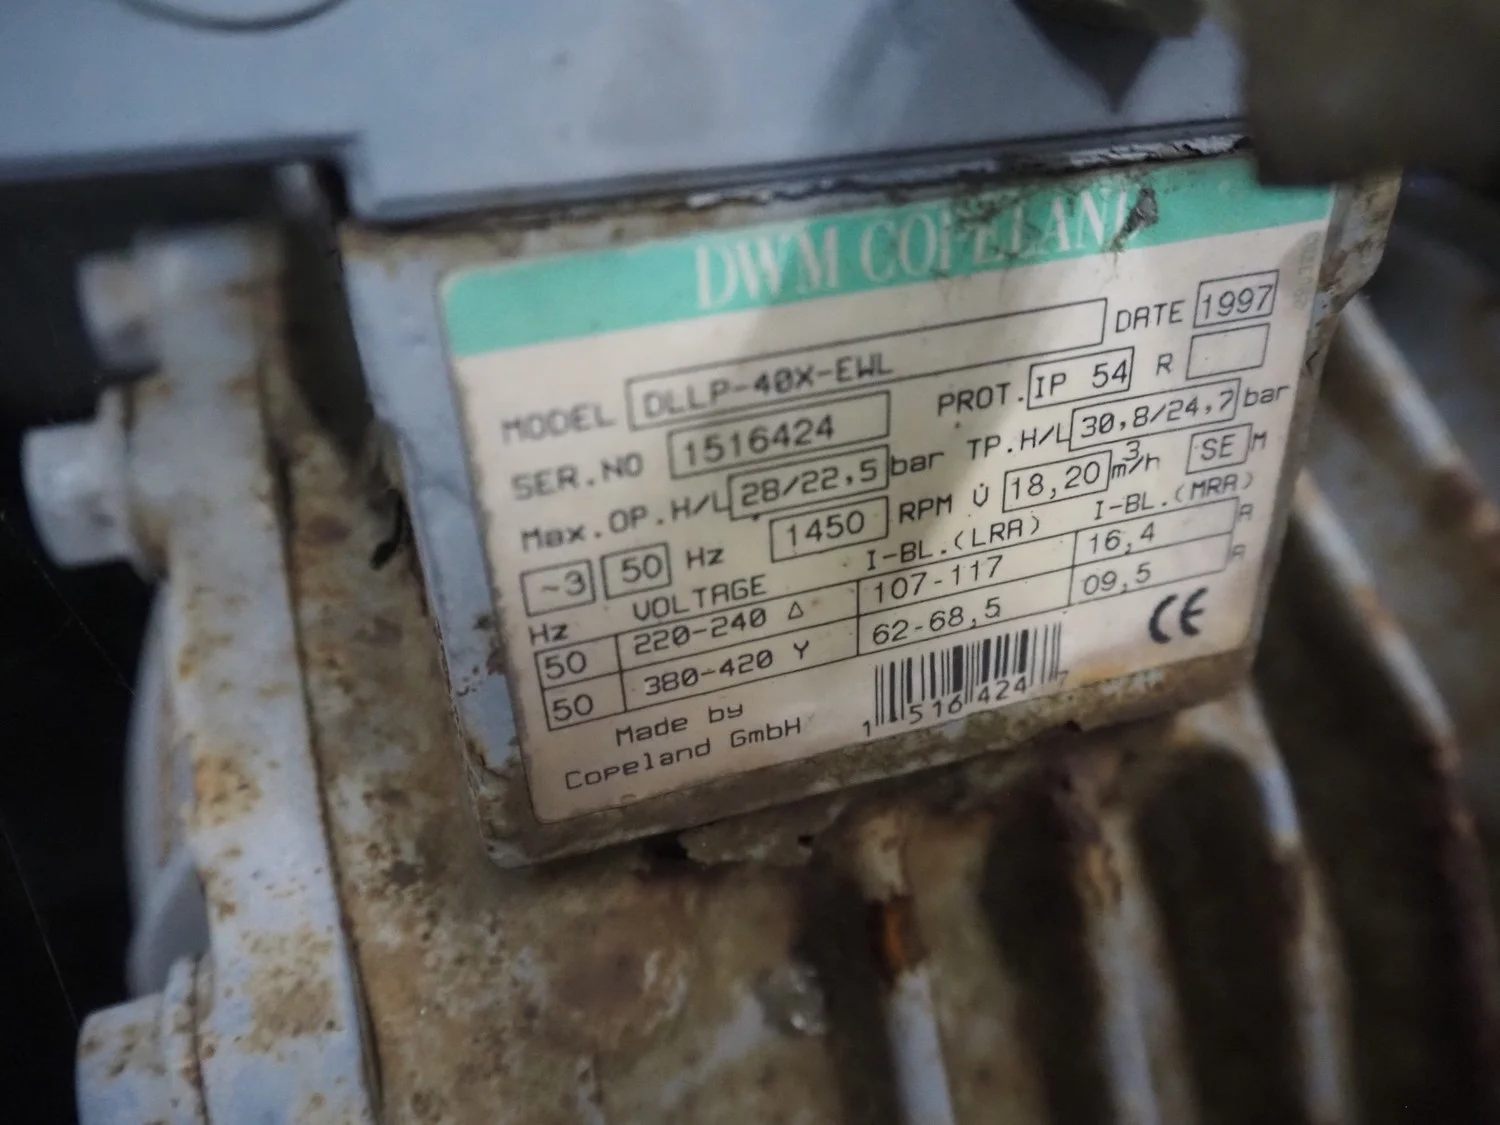 DWM COPELAND
MODEL DLLP-40X-EWL DATE 1997
SER.NO 1516424 PROT. IP 54 R
Max.OP.H/L 28/22,5 bar TP.H/L 30,8/24,7 bar
~3 50 Hz 1450 RPM V̇ 18,20 m³/h SE M
Hz VOLTAGE I-BL.(LRA) I-BL.(MRA)
50 220-240 Δ 107-117 16,4 A
50 380-420 Y 62-68,5 09,5 A
Made by
Copeland GmbH
1 516424 7
CE